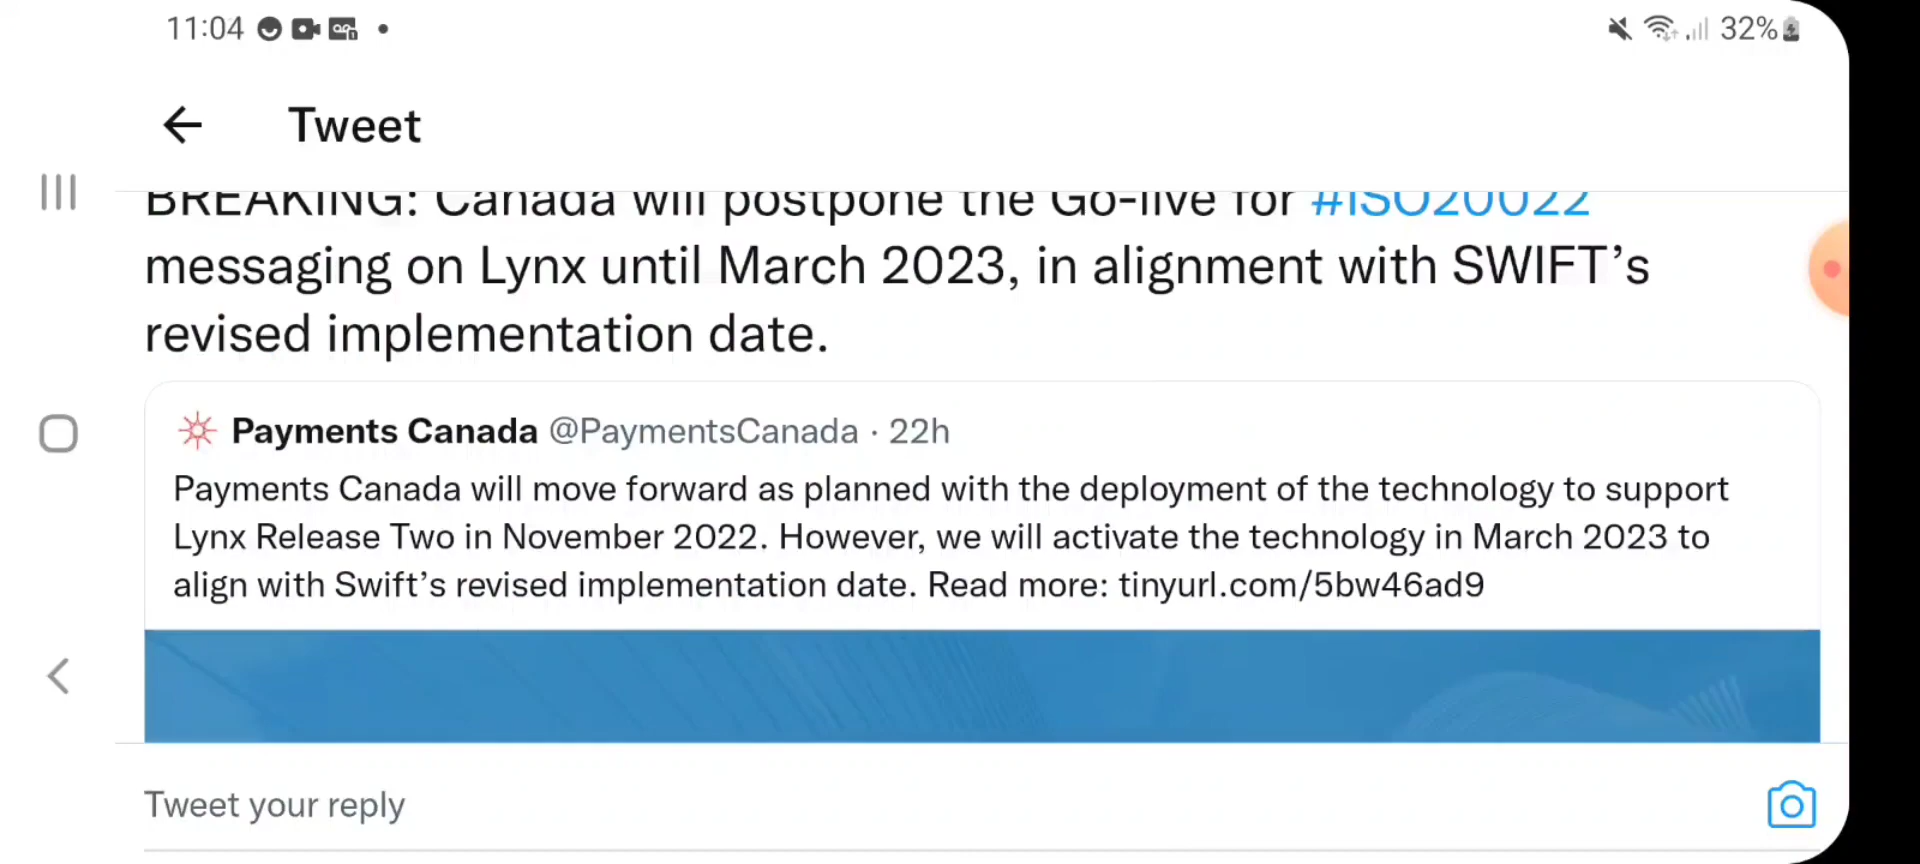 11:04
32%
Tweet
BREAKING: Canada will postpone the Go-live for #ISO20022
messaging on Lynx until March 2023, in alignment with SWIFT’s
revised implementation date.
Payments Canada @PaymentsCanada · 22h
Payments Canada will move forward as planned with the deployment of the technology to support
Lynx Release Two in November 2022. However, we will activate the technology in March 2023 to
align with Swift’s revised implementation date. Read more: tinyurl.com/5bw46ad9
Tweet your reply